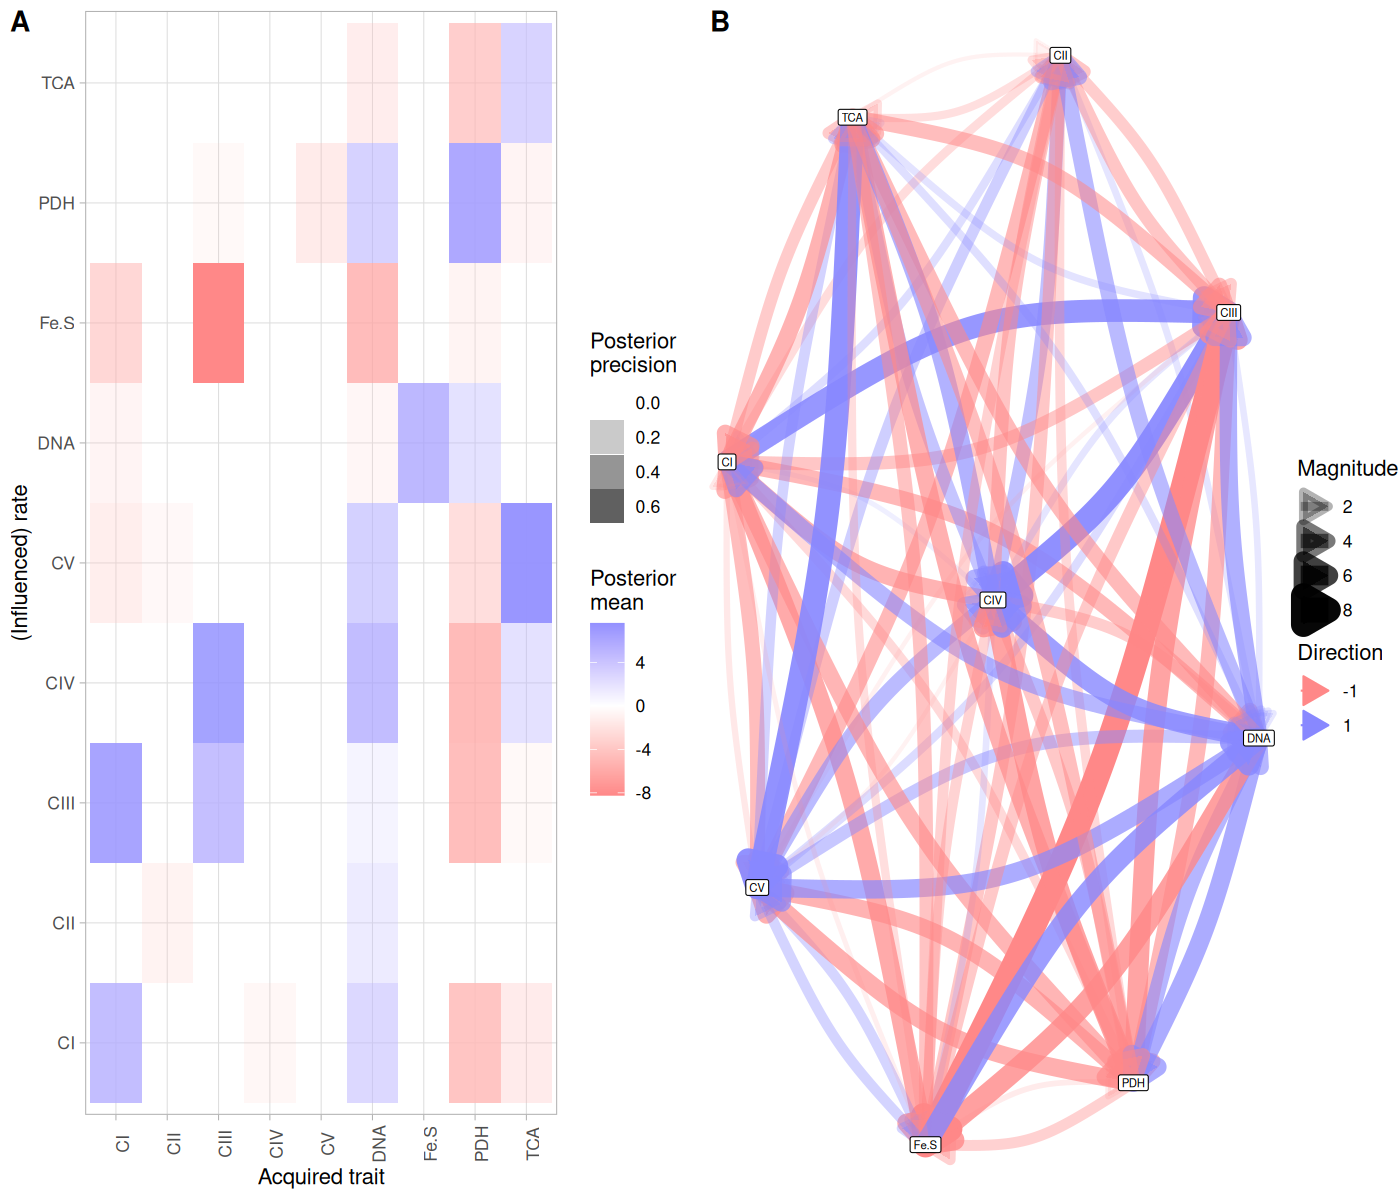 A
TCA
PDH
Fe.S
DNA
CV
CIV
CIII
CII
CI
(Influenced) rate
CI
CII
CIII
CIV
CV
DNA
Fe.S
PDH
TCA
Acquired trait
Posterior
precision
0.0
0.2
0.4
0.6
Posterior
mean
4
0
-4
-8
B
CII
TCA
CIII
CI
CIV
DNA
CV
PDH
Fe.S
Magnitude
2
4
6
8
Direction
-1
1